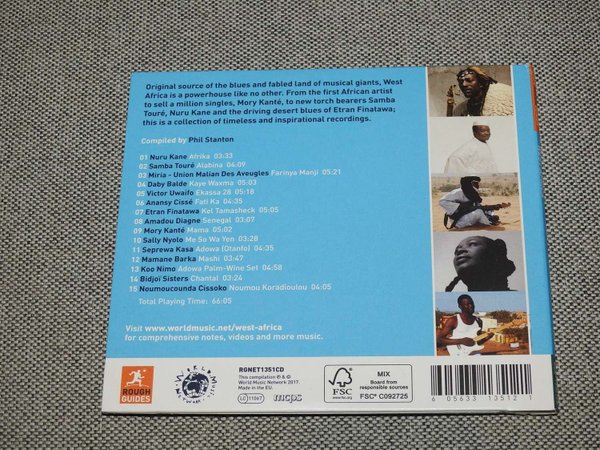 Original source of the blues and fabled land of musical giants, West
Africa is a powerhouse like no other. From the first African artist
to sell a million singles, Mory Kanté, to new torch bearers Samba
Touré, Nuru Kane and the driving desert blues of Etran Finatawa;
this is a collection of timeless and inspirational recordings.
Compiled by Phil Stanton
01 Nuru Kane Afrika 03:33
02 Samba Touré Alabina 04:09
03 Miria - Union Malian Des Aveugles Farinya Manji 05:21
04 Daby Balde Kaye Waxma 05:03
05 Victor Uwaifo Ekassa 28 05:18
06 Anansy Cissé Fati Ka 04:35
07 Etran Finatawa Kel Tamasheck 05:05
08 Amadou Diagne Senegal 03:07
09 Mory Kanté Mama 05:02
10 Sally Nyolo Me So Wa Yen 03:28
11 Seprewa Kasa Adowa (Otanfo) 04:35
12 Mamane Barka Mashi 03:47
13 Koo Nimo Adowa Palm-Wine Set 04:58
14 Bidjoï Sisters Chantal 03:24
15 Noumoucounda Cissoko Noumou Koradioulou 04:05
Total Playing Time: 66:05
Visit www.worldmusic.net/west-africa
for comprehensive notes, videos and more music.
ROUGH
GUIDES
RGNET1351CD
This compilation ℗ & ©
World Music Network 2017.
Made in the EU.
LC 11067
mcps
FSC
MIX
Board from
responsible sources
FSC® C092725
6 05633 13512 1